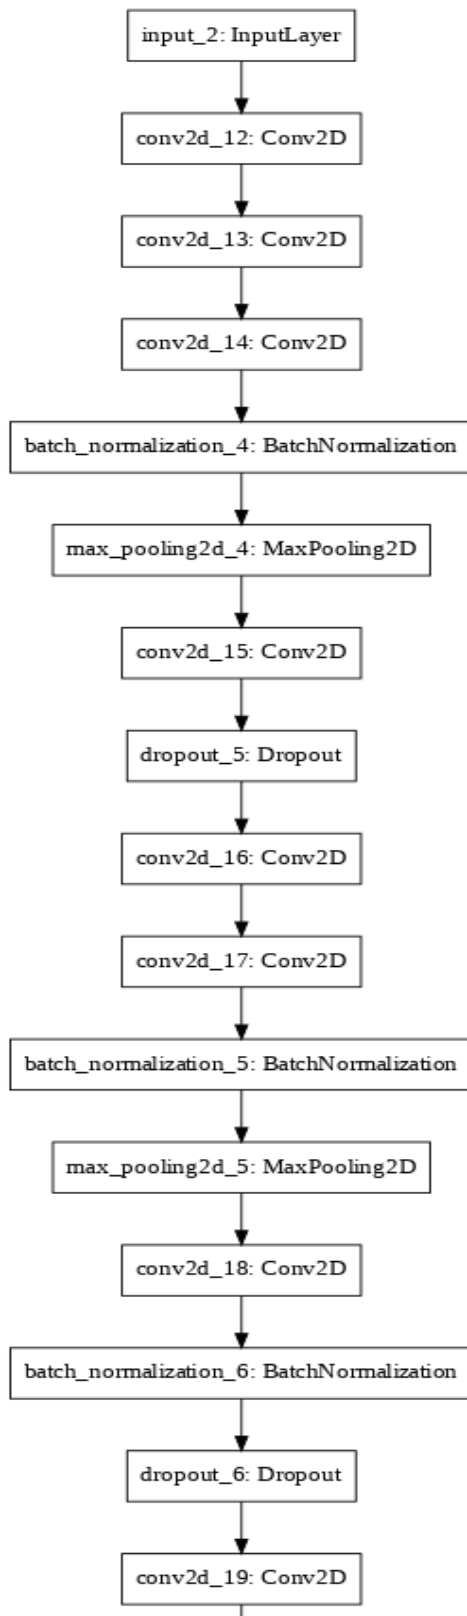 input_2: InputLayer
conv2d_12: Conv2D
conv2d_13: Conv2D
conv2d_14: Conv2D
batch_normalization_4: BatchNormalization
max_pooling2d_4: MaxPooling2D
conv2d_15: Conv2D
dropout_5: Dropout
conv2d_16: Conv2D
conv2d_17: Conv2D
batch_normalization_5: BatchNormalization
max_pooling2d_5: MaxPooling2D
conv2d_18: Conv2D
batch_normalization_6: BatchNormalization
dropout_6: Dropout
conv2d_19: Conv2D